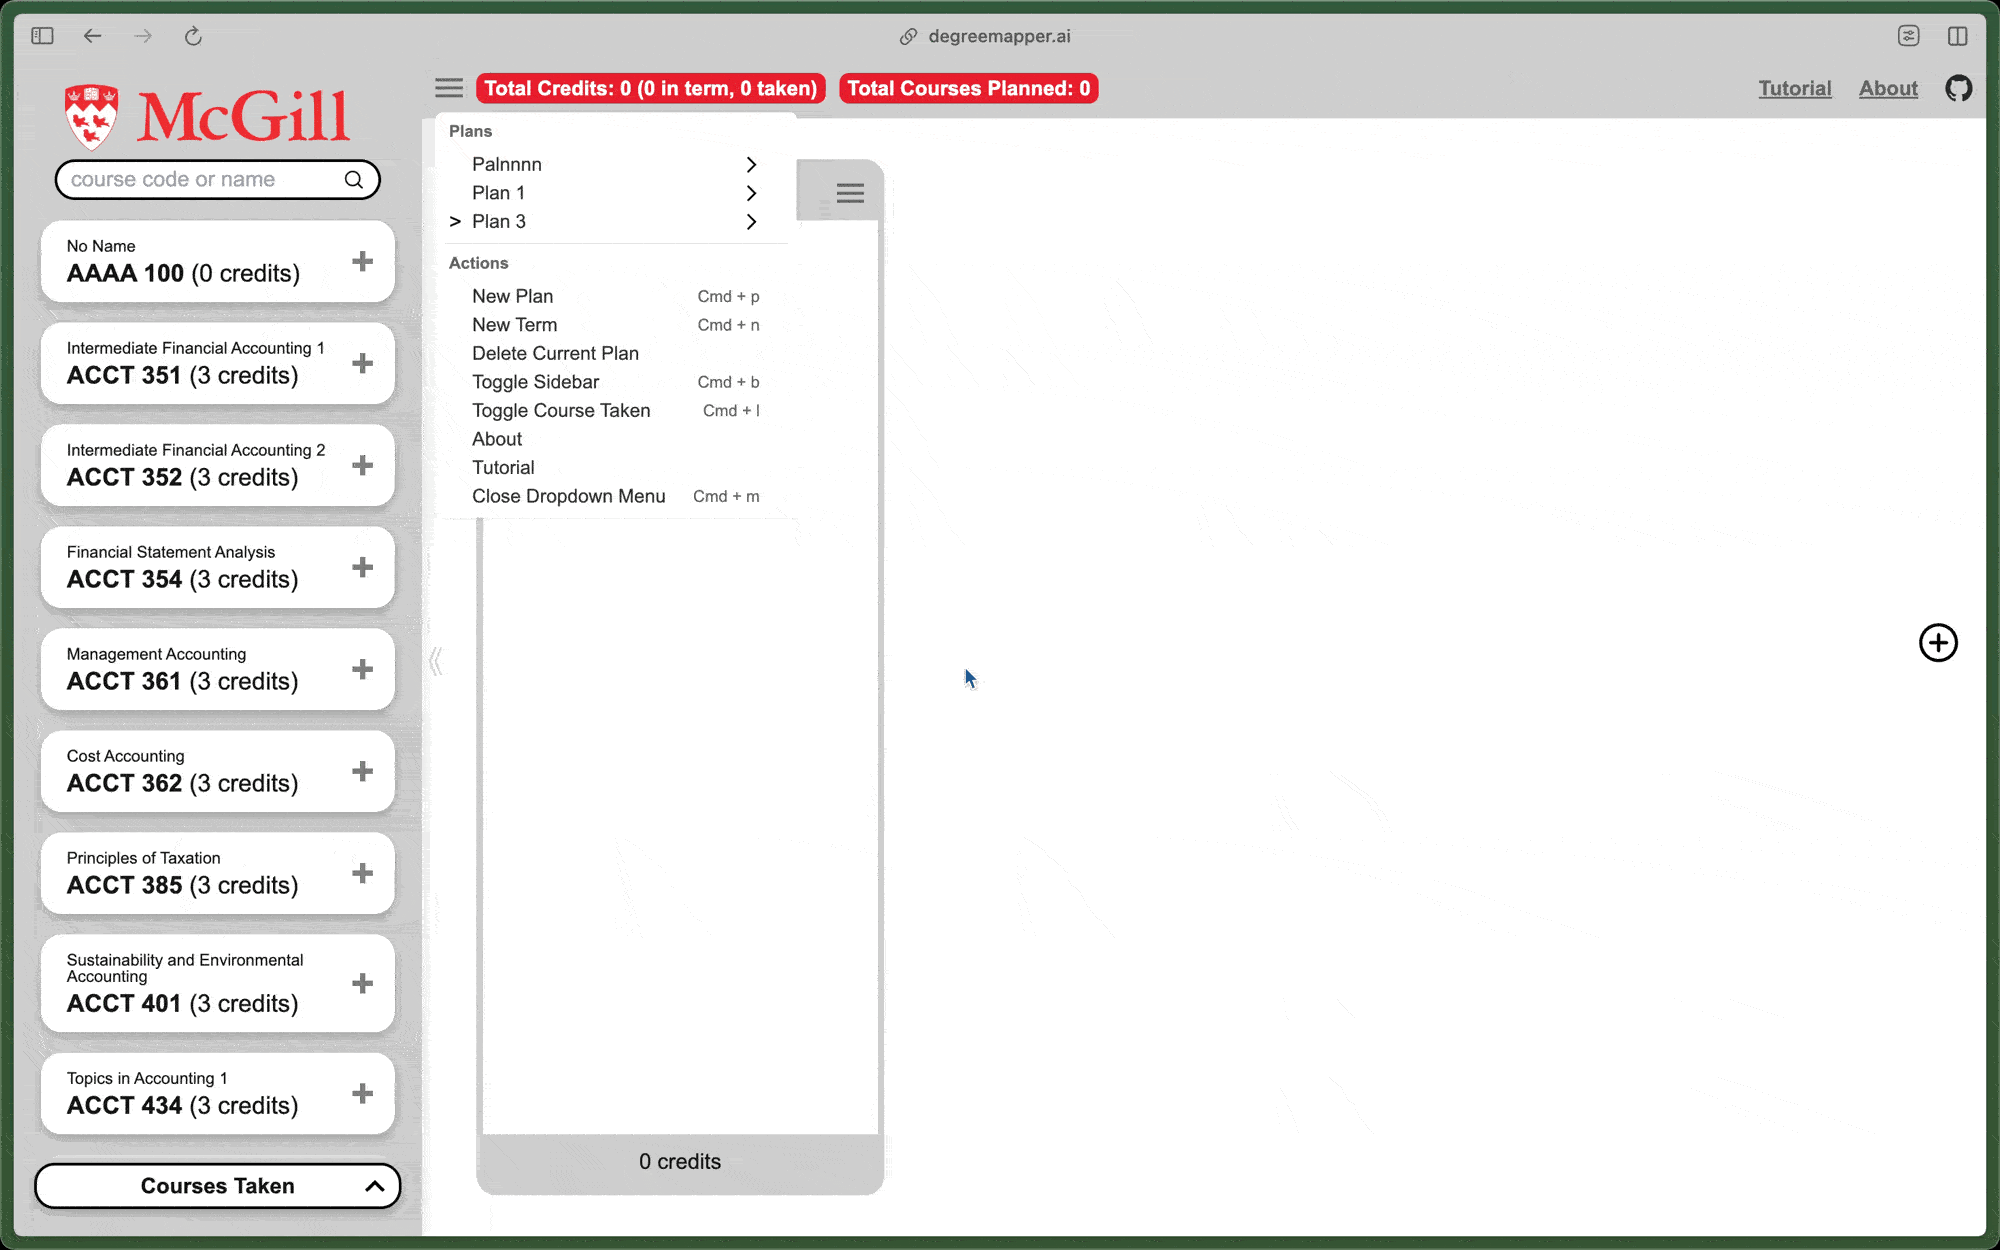 degreemapper.ai
McGill
Total Credits: 0 (0 in term, 0 taken)
Total Courses Planned: 0
Tutorial
About
course code or name
No Name
AAAA 100 (0 credits)
Intermediate Financial Accounting 1
ACCT 351 (3 credits)
Intermediate Financial Accounting 2
ACCT 352 (3 credits)
Financial Statement Analysis
ACCT 354 (3 credits)
Management Accounting
ACCT 361 (3 credits)
Cost Accounting
ACCT 362 (3 credits)
Principles of Taxation
ACCT 385 (3 credits)
Sustainability and Environmental
Accounting
ACCT 401 (3 credits)
Topics in Accounting 1
ACCT 434 (3 credits)
Courses Taken
Plans
Palnnnn
Plan 1
> Plan 3
Actions
New Plan Cmd + p
New Term Cmd + n
Delete Current Plan
Toggle Sidebar Cmd + b
Toggle Course Taken Cmd + l
About
Tutorial
Close Dropdown Menu Cmd + m
0 credits